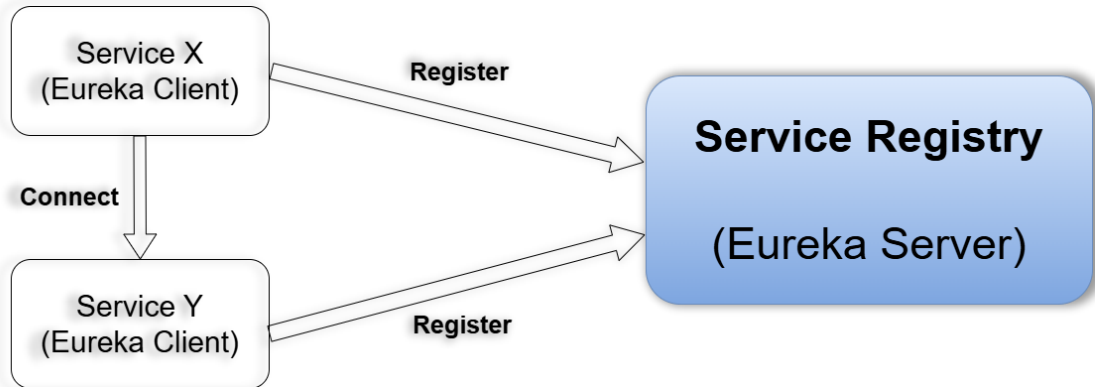 Service X
(Eureka Client)
Register
Service Registry
(Eureka Server)
Connect
Service Y
(Eureka Client)
Register